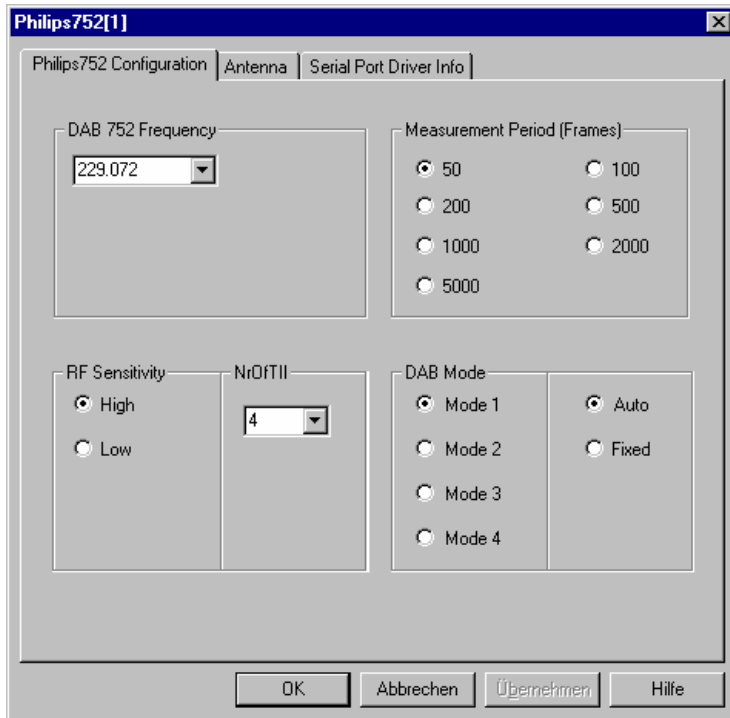 Philips752[1]
Philips752 Configuration Antenna Serial Port Driver Info
DAB 752 Frequency
229.072
Measurement Period (Frames)
50 100
200 500
1000 2000
5000
RF Sensitivity
High
Low
NrOfTII
4
DAB Mode
Mode 1
Mode 2
Mode 3
Mode 4
Auto
Fixed
OK Abbrechen Übernehmen Hilfe